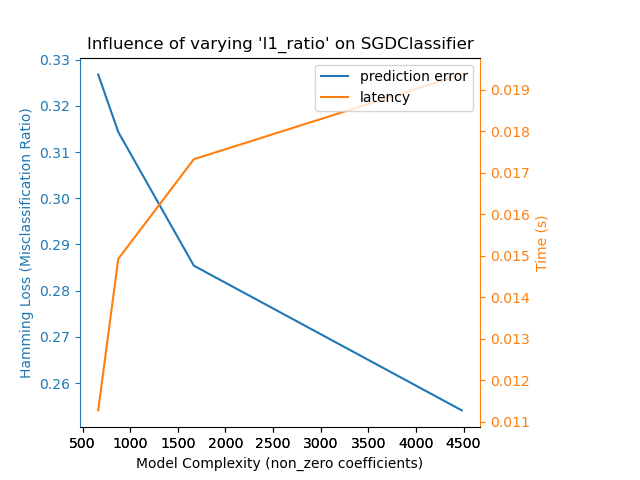 Influence of varying 'l1_ratio' on SGDClassifier
prediction error
latency
0.33
0.32
0.31
0.30
0.29
0.28
0.27
0.26
Hamming Loss (Misclassification Ratio)
0.019
0.018
0.017
0.016
0.015
0.014
0.013
0.012
0.011
Time (s)
500 1000 1500 2000 2500 3000 3500 4000 4500
Model Complexity (non_zero coefficients)